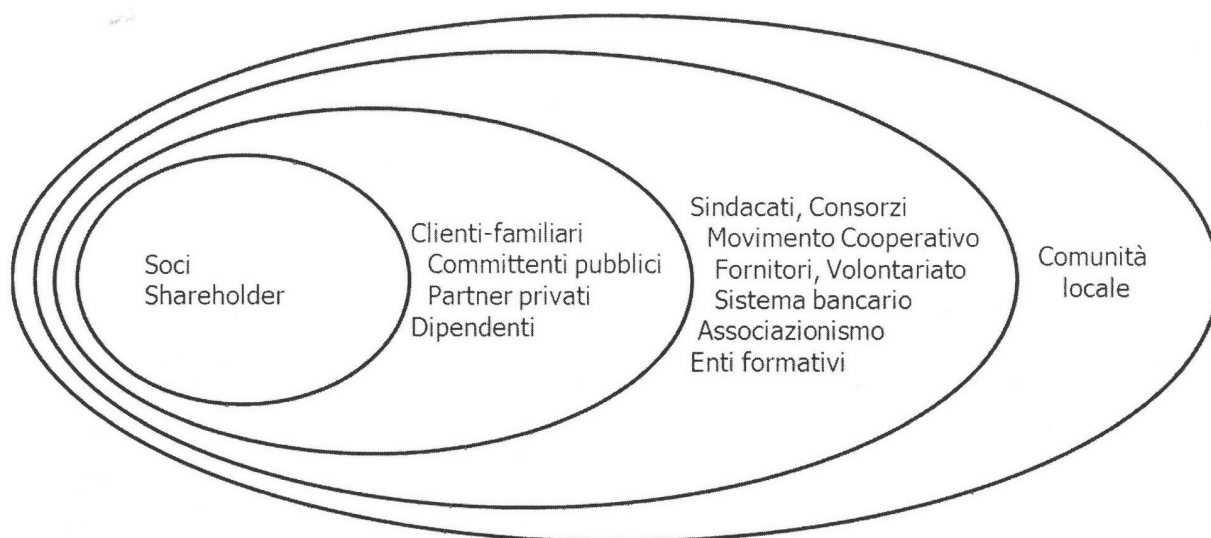 Soci
Shareholder
Clienti-familiari
Committenti pubblici
Partner privati
Dipendenti
Sindacati, Consorzi
Movimento Cooperativo
Fornitori, Volontariato
Sistema bancario
Associazionismo
Enti formativi
Comunità
locale